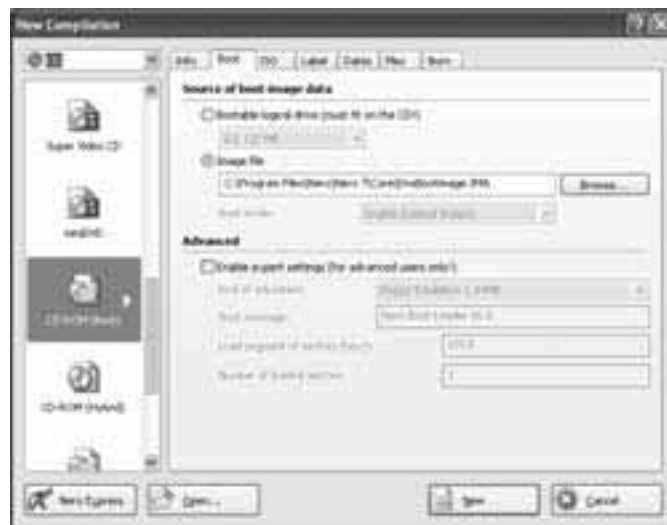 New Compilation
Info Boot ISO Label Dates Misc Burn
Source of boot image data
Bootable logical drive (must fit on the CD!)
Super Video CD
Image file
Browse...
miniDVD
Advanced
Enable expert settings (for advanced users only!)
Kind of emulation:
CD-ROM (Boot)
Boot message:
Load segment of sectors (hex!):
Number of loaded sectors:
1
CD-ROM (Hybrid)
Nero Express
Open...
New
Cancel